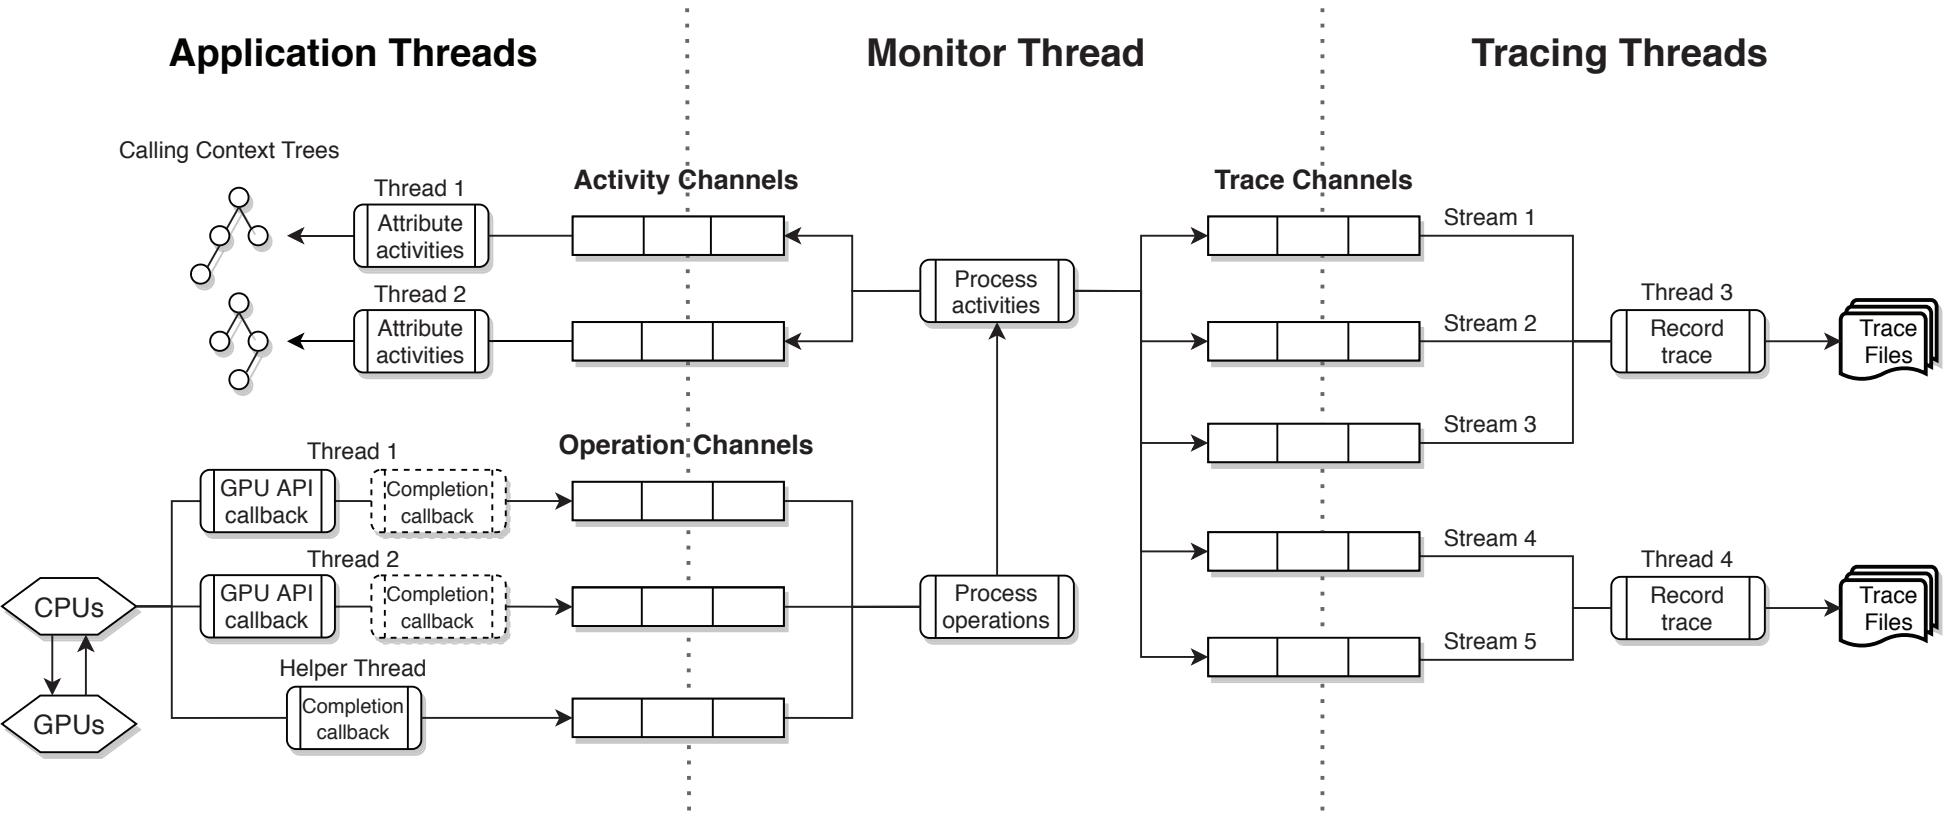 Application Threads
Monitor Thread
Tracing Threads
Calling Context Trees
Thread 1
Attribute
activities
Thread 2
Attribute
activities
Activity Channels
Process
activities
Trace Channels
Stream 1
Stream 2
Stream 3
Thread 3
Record
trace
Trace
Files
Operation Channels
Thread 1
GPU API
callback
Completion
callback
Thread 2
GPU API
callback
Completion
callback
Helper Thread
Completion
callback
CPUs
GPUs
Process
operations
Stream 4
Stream 5
Thread 4
Record
trace
Trace
Files